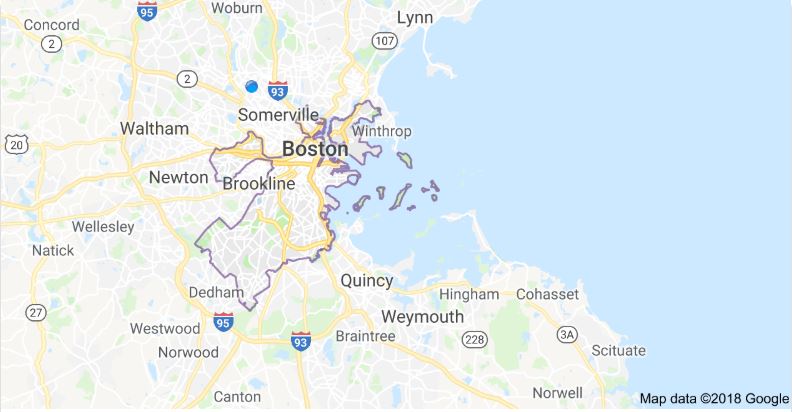 Woburn
Lynn
95
Concord
2
107
2
93
Somerville
Waltham
Winthrop
20
Boston
Newton
Brookline
Wellesley
Natick
Quincy
Dedham
Hingham
Cohasset
27
Weymouth
95
Westwood
93
Braintree
228
3A
Norwood
Scituate
Canton
Norwell
Map data ©2018 Google